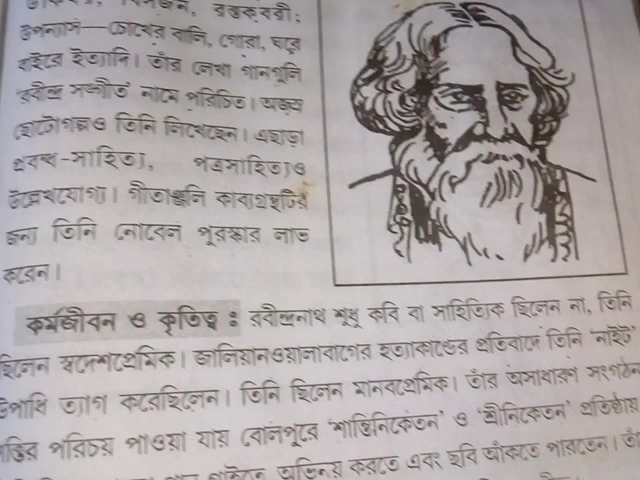 রক্তকরবী;
উপন্যাস—চোখের বালি, গোরা, ঘরে
বাইরে ইত্যাদি। তাঁর লেখা গানগুলি
রবীন্দ্র সঙ্গীত নামে পরিচিত। অজস্র
ছোটোগল্পও তিনি লিখেছেন। এছাড়া
প্রবন্ধ-সাহিত্য, পত্রসাহিত্যও
উল্লেখযোগ্য। গীতাঞ্জলি কাব্যগ্রন্থটির
জন্য তিনি নোবেল পুরস্কার লাভ
করেন।
কর্মজীবন ও কৃতিত্ব : রবীন্দ্রনাথ শুধু কবি বা সাহিত্যিক ছিলেন না, তিনি
ছিলেন স্বদেশপ্রেমিক। জালিয়ানওয়ালাবাগের হত্যাকাণ্ডের প্রতিবাদে তিনি 'নাইট'
উপাধি ত্যাগ করেছিলেন। তিনি ছিলেন মানবপ্রেমিক। তাঁর অসাধারণ সংগঠন
শক্তির পরিচয় পাওয়া যায় বোলপুরে 'শান্তিনিকেতন' ও 'শ্রীনিকেতন' প্রতিষ্ঠায়
অভিনয় করতে এবং ছবি আঁকতে পারতেন। তাঁ